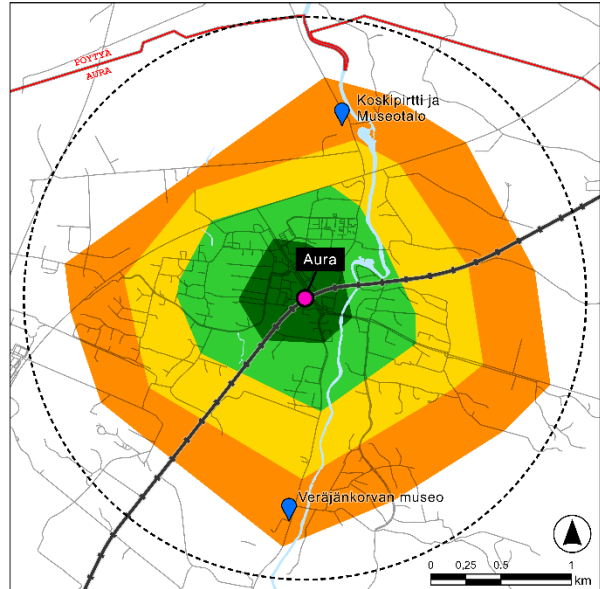 PÖYTYÄ
AURA
Koskipirtti ja
Museotalo
Aura
Veräjänkorvan museo
0 0,25 0,5 1
km